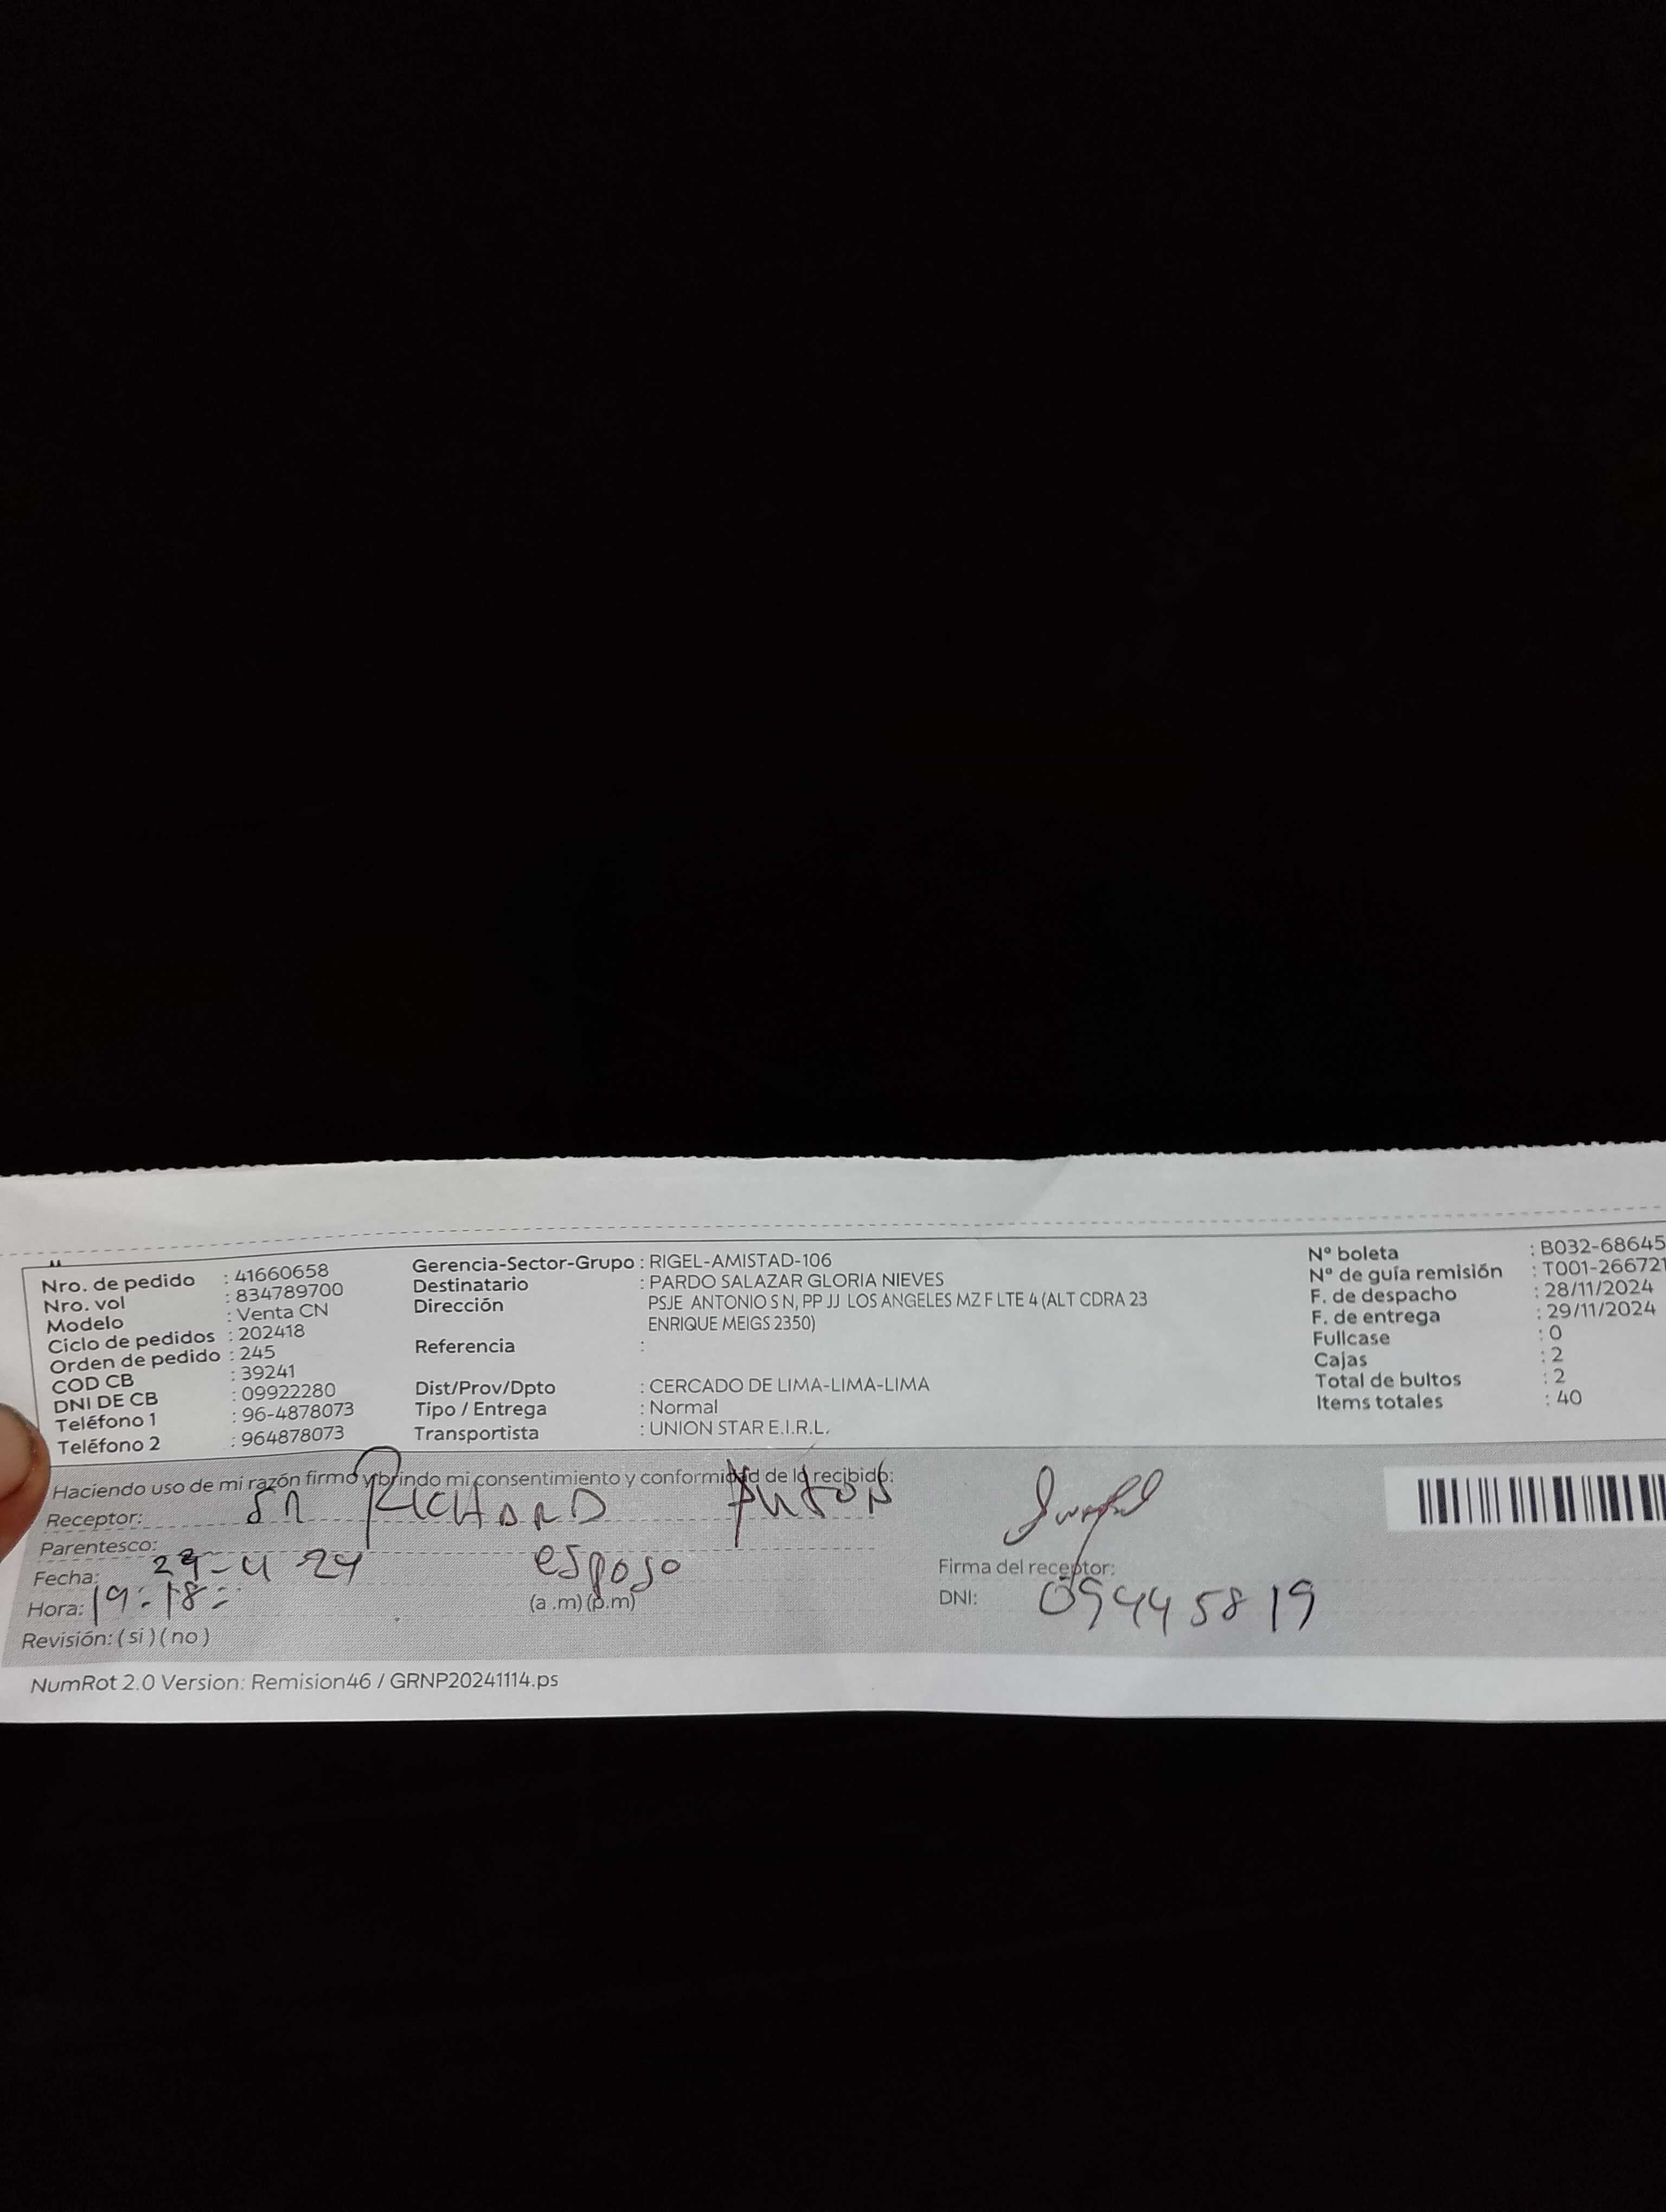 Nro. de pedido : 41660658
Nro. vol : 834789700
Modelo : Venta CN
Ciclo de pedidos : 202418
Orden de pedido : 245
COD CB : 39241
DNI DE CB : 09922280
Teléfono 1 : 96-4878073
Teléfono 2 : 964878073
Gerencia-Sector-Grupo : RIGEL-AMISTAD-106
Destinatario : PARDO SALAZAR GLORIA NIEVES
Dirección PSJE ANTONIO S N, PP JJ LOS ANGELES MZ F LTE 4 (ALT CDRA 23
ENRIQUE MEIGS 2350)
Referencia :
Dist/Prov/Dpto : CERCADO DE LIMA-LIMA-LIMA
Tipo / Entrega : Normal
Transportista : UNION STAR E.I.R.L.
N° boleta : B032-68645
N° de guía remisión : T001-266721
F. de despacho : 28/11/2024
F. de entrega : 29/11/2024
Fullcase : 0
Cajas : 2
Total de bultos : 2
Items totales : 40
Haciendo uso de mi razón firmo y brindo mi consentimiento y conformidad de lo recibido:
Receptor: SR RICHARD ANTON
Parentesco: esposo
Fecha: 29-11 24
Hora: 19:18 (a .m) (p.m)
Revisión: ( si ) ( no )
Firma del receptor:
DNI: 09445819
NumRot 2.0 Version: Remision46 / GRNP20241114.ps